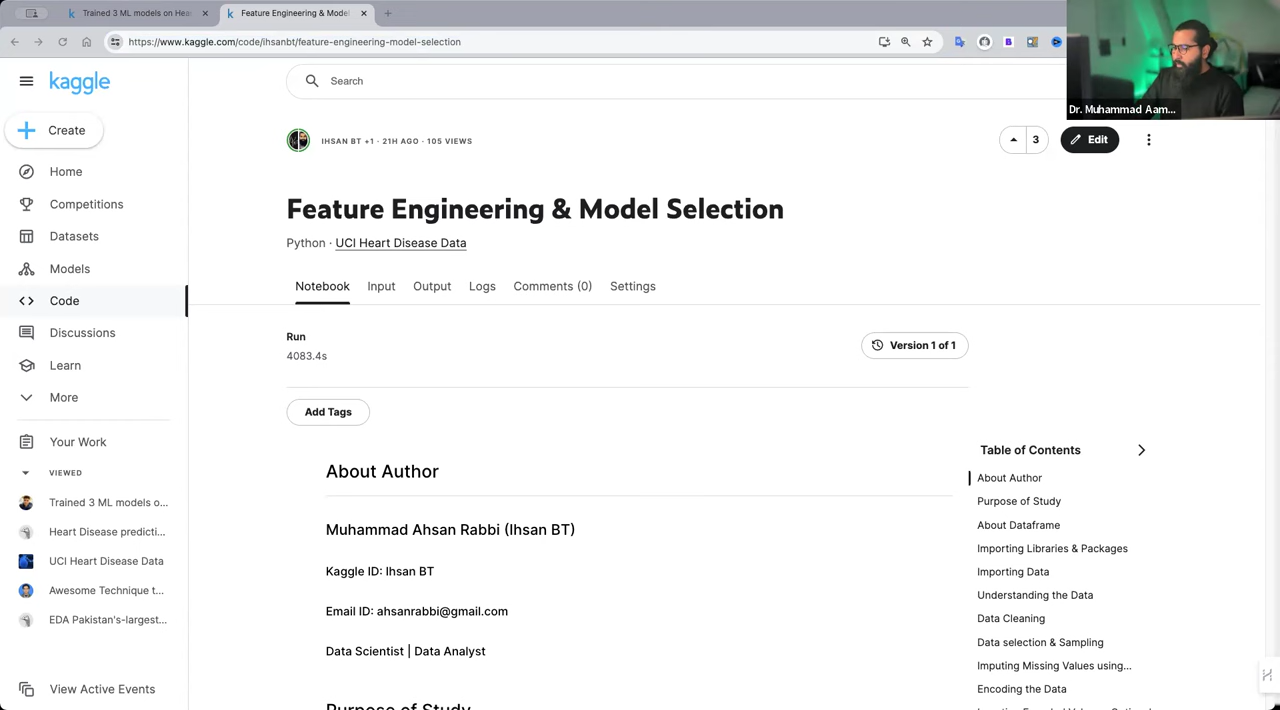 Trained 3 ML models on Hea
Feature Engineering & Model
https://www.kaggle.com/code/ihsanbt/feature-engineering-model-selection
Dr. Muhammad Aam...
kaggle
Search
Create
Home
Competitions
Datasets
Models
Code
Discussions
Learn
More
Your Work
VIEWED
Trained 3 ML models o...
Heart Disease predicti...
UCI Heart Disease Data
Awesome Technique t...
EDA Pakistan's-largest...
View Active Events
IHSAN BT +1 · 21H AGO · 105 VIEWS
3
Edit
Feature Engineering & Model Selection
Python · UCI Heart Disease Data
Notebook Input Output Logs Comments (0) Settings
Run
4083.4s
Version 1 of 1
Add Tags
About Author
Muhammad Ahsan Rabbi (Ihsan BT)
Kaggle ID: Ihsan BT
Email ID: ahsanrabbi@gmail.com
Data Scientist | Data Analyst
Purpose of Study
Table of Contents
About Author
Purpose of Study
About Dataframe
Importing Libraries & Packages
Importing Data
Understanding the Data
Data Cleaning
Data selection & Sampling
Imputing Missing Values using...
Encoding the Data